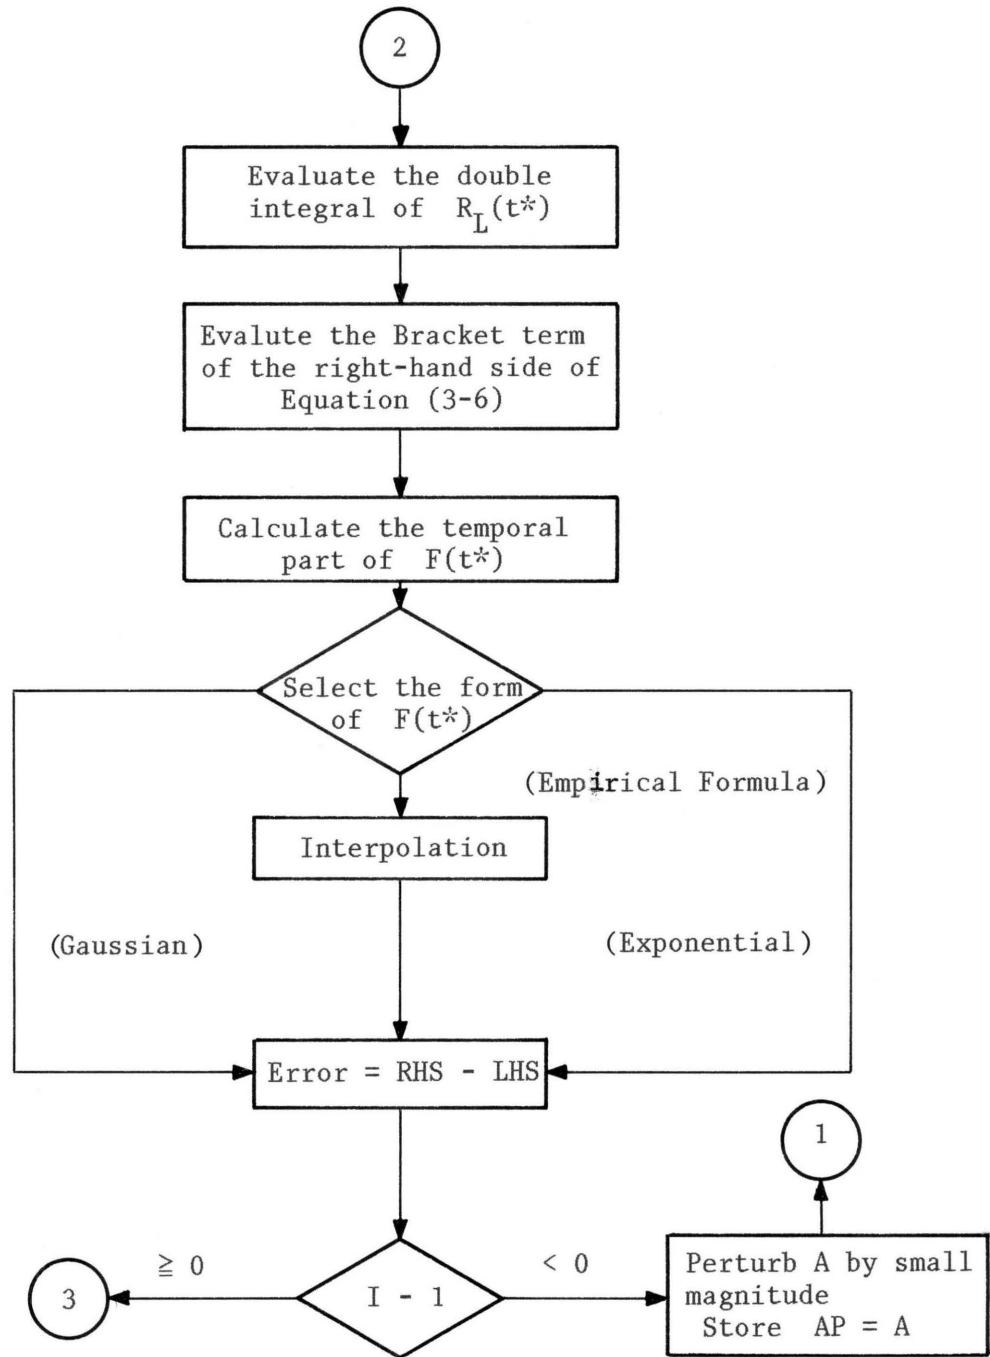 2
Evaluate the double
integral of R_L(t*)
Evalute the Bracket term
of the right-hand side of
Equation (3-6)
Calculate the temporal
part of F(t*)
Select the form
of F(t*)
(Empirical Formula)
Interpolation
(Gaussian)
(Exponential)
Error = RHS - LHS
1
≧ 0
< 0
3
I - 1
Perturb A by small
magnitude
Store AP = A